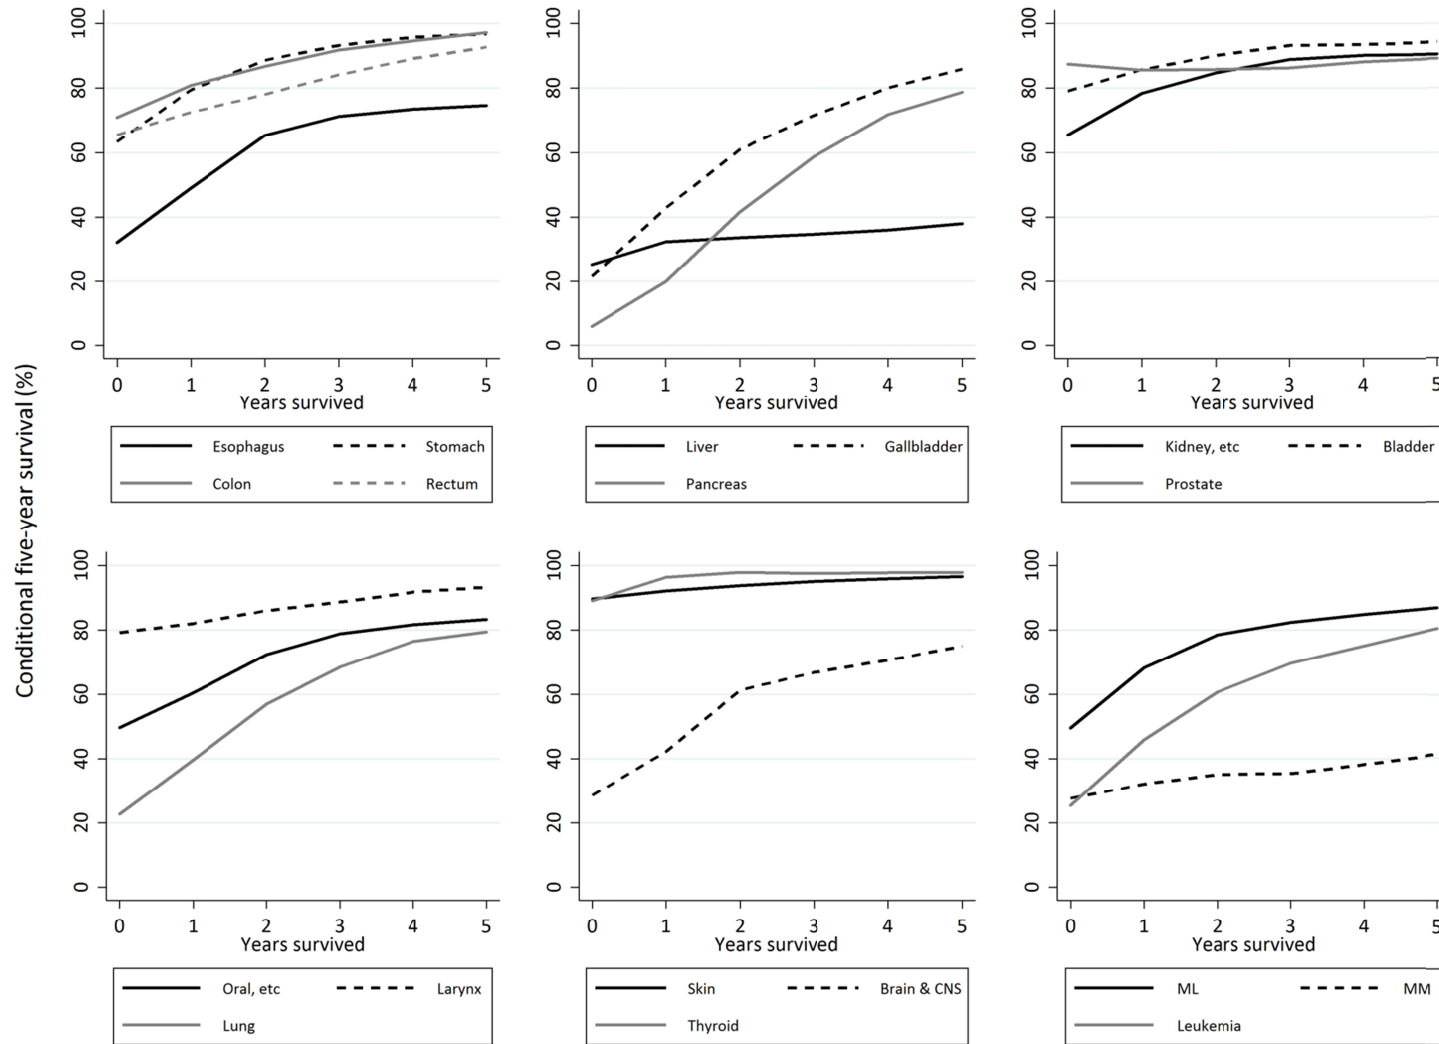 Conditional five-year survival (%)
0 20 40 60 80 100
0 1 2 3 4 5
Years survived
Esophagus Stomach
Colon Rectum
0 20 40 60 80 100
0 1 2 3 4 5
Years survived
Liver Gallbladder
Pancreas
0 20 40 60 80 100
0 1 2 3 4 5
Years survived
Kidney, etc Bladder
Prostate
0 20 40 60 80 100
0 1 2 3 4 5
Years survived
Oral, etc Larynx
Lung
0 20 40 60 80 100
0 1 2 3 4 5
Years survived
Skin Brain & CNS
Thyroid
0 20 40 60 80 100
0 1 2 3 4 5
Years survived
ML MM
Leukemia